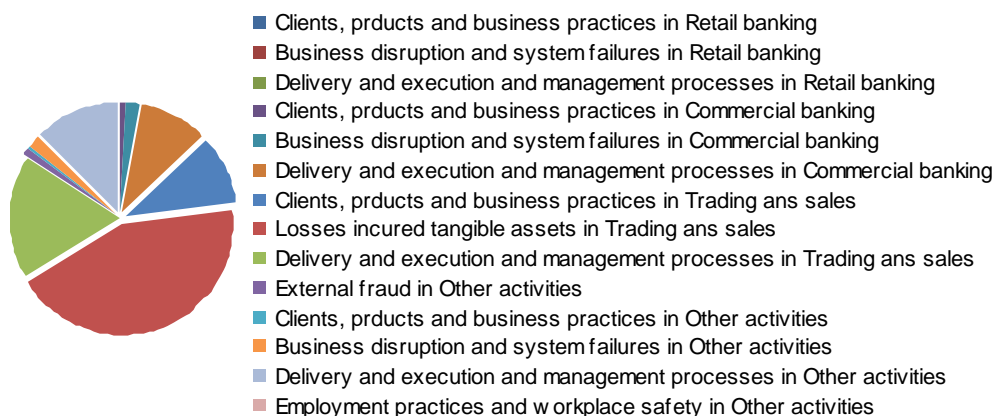 Clients, prducts and business practices in Retail banking
Business disruption and system failures in Retail banking
Delivery and execution and management processes in Retail banking
Clients, prducts and business practices in Commercial banking
Business disruption and system failures in Commercial banking
Delivery and execution and management processes in Commercial banking
Clients, prducts and business practices in Trading ans sales
Losses incured tangible assets in Trading ans sales
Delivery and execution and management processes in Trading ans sales
External fraud in Other activities
Clients, prducts and business practices in Other activities
Business disruption and system failures in Other activities
Delivery and execution and management processes in Other activities
Employment practices and workplace safety in Other activities